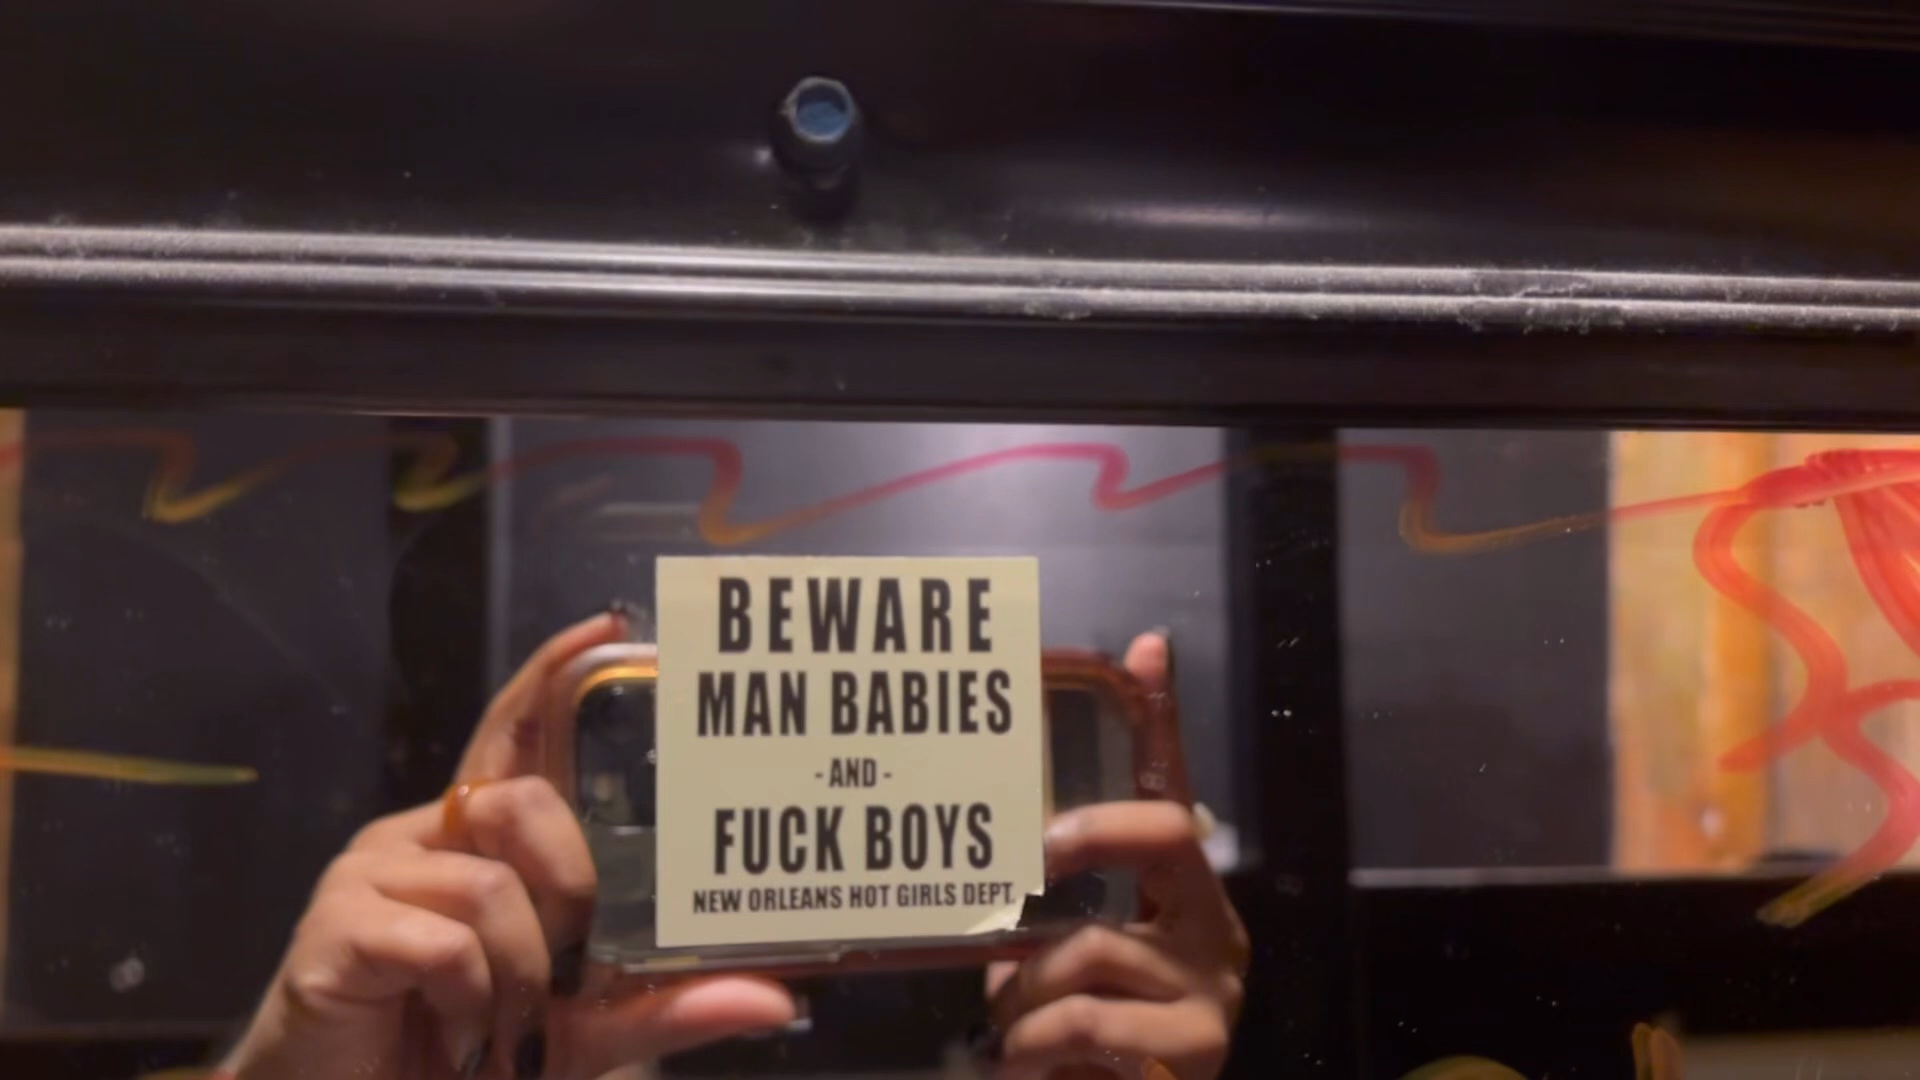 BEWARE
MAN BABIES
-AND-
FUCK BOYS
NEW ORLEANS HOT GIRLS DEPT.